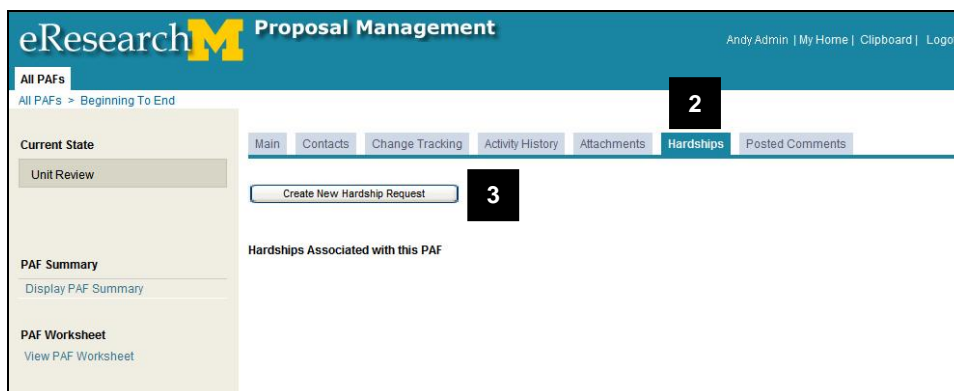 eResearch M Proposal Management
Andy Admin | My Home | Clipboard |
All PAFs
All PAFs > Beginning To End
2
Current State
Main Contacts Change Tracking Activity History Attachments Hardships Posted Comments
Unit Review
Create New Hardship Request 3
Hardships Associated with this PAF
PAF Summary
Display PAF Summary
PAF Worksheet
View PAF Worksheet